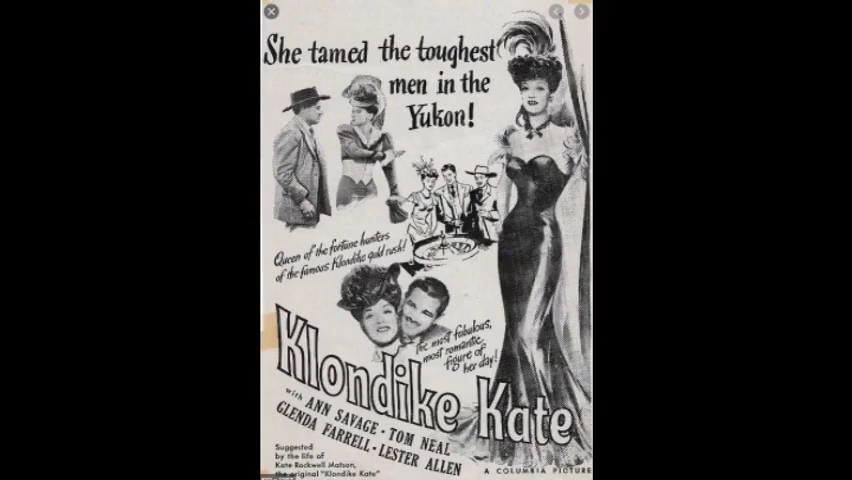 She tamed the toughest
men in the
Yukon!
Queen of the fortune hunters
of the famous Klondike gold rush!
The most fabulous,
most romantic
figure of
her day!
Klondike Kate
with ANN SAVAGE · TOM NEAL
GLENDA FARRELL · LESTER ALLEN
Suggested
by the life of
Kate Rockwell Matson,
the original "Klondike Kate"
A COLUMBIA PICTURE